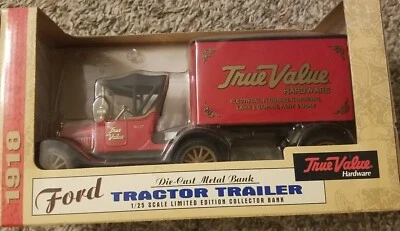 True Value
HARDWARE
True
Value
1918
Ford
Die-Cast Metal Bank
TRACTOR TRAILER
1/25 SCALE LIMITED EDITION COLLECTOR BANK
True Value
Hardware